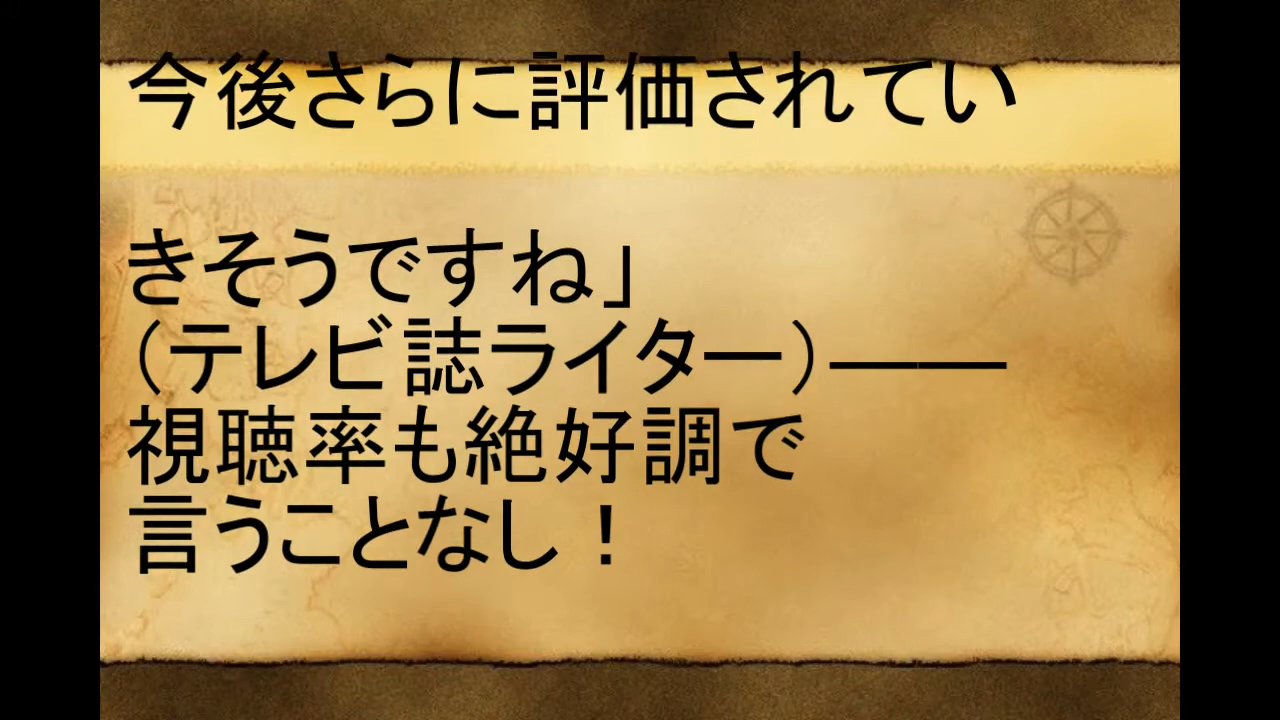 今後さらに評価されてい
きそうですね」
（テレビ誌ライター）――
視聴率も絶好調で
言うことなし！